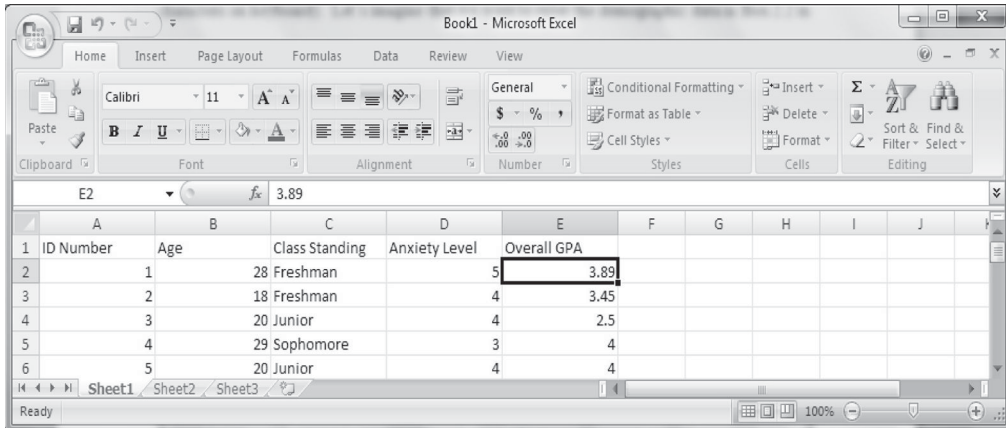 Book1 - Microsoft Excel
Home Insert Page Layout Formulas Data Review View
Paste
Clipboard
Calibri 11 A A
B I U A
Font
Alignment
General
$ % ,
.0 .00 .00 .0
Number
Conditional Formatting
Format as Table
Cell Styles
Styles
Insert
Delete
Format
Cells
Σ
A Z
Sort & Filter
Find & Select
Editing
E2 fx 3.89
A B C D E F G H I J
1 ID Number Age Class Standing Anxiety Level Overall GPA
2 1 28 Freshman 5 3.89
3 2 18 Freshman 4 3.45
4 3 20 Junior 4 2.5
5 4 29 Sophomore 3 4
6 5 20 Junior 4 4
Sheet1 Sheet2 Sheet3
Ready 100%